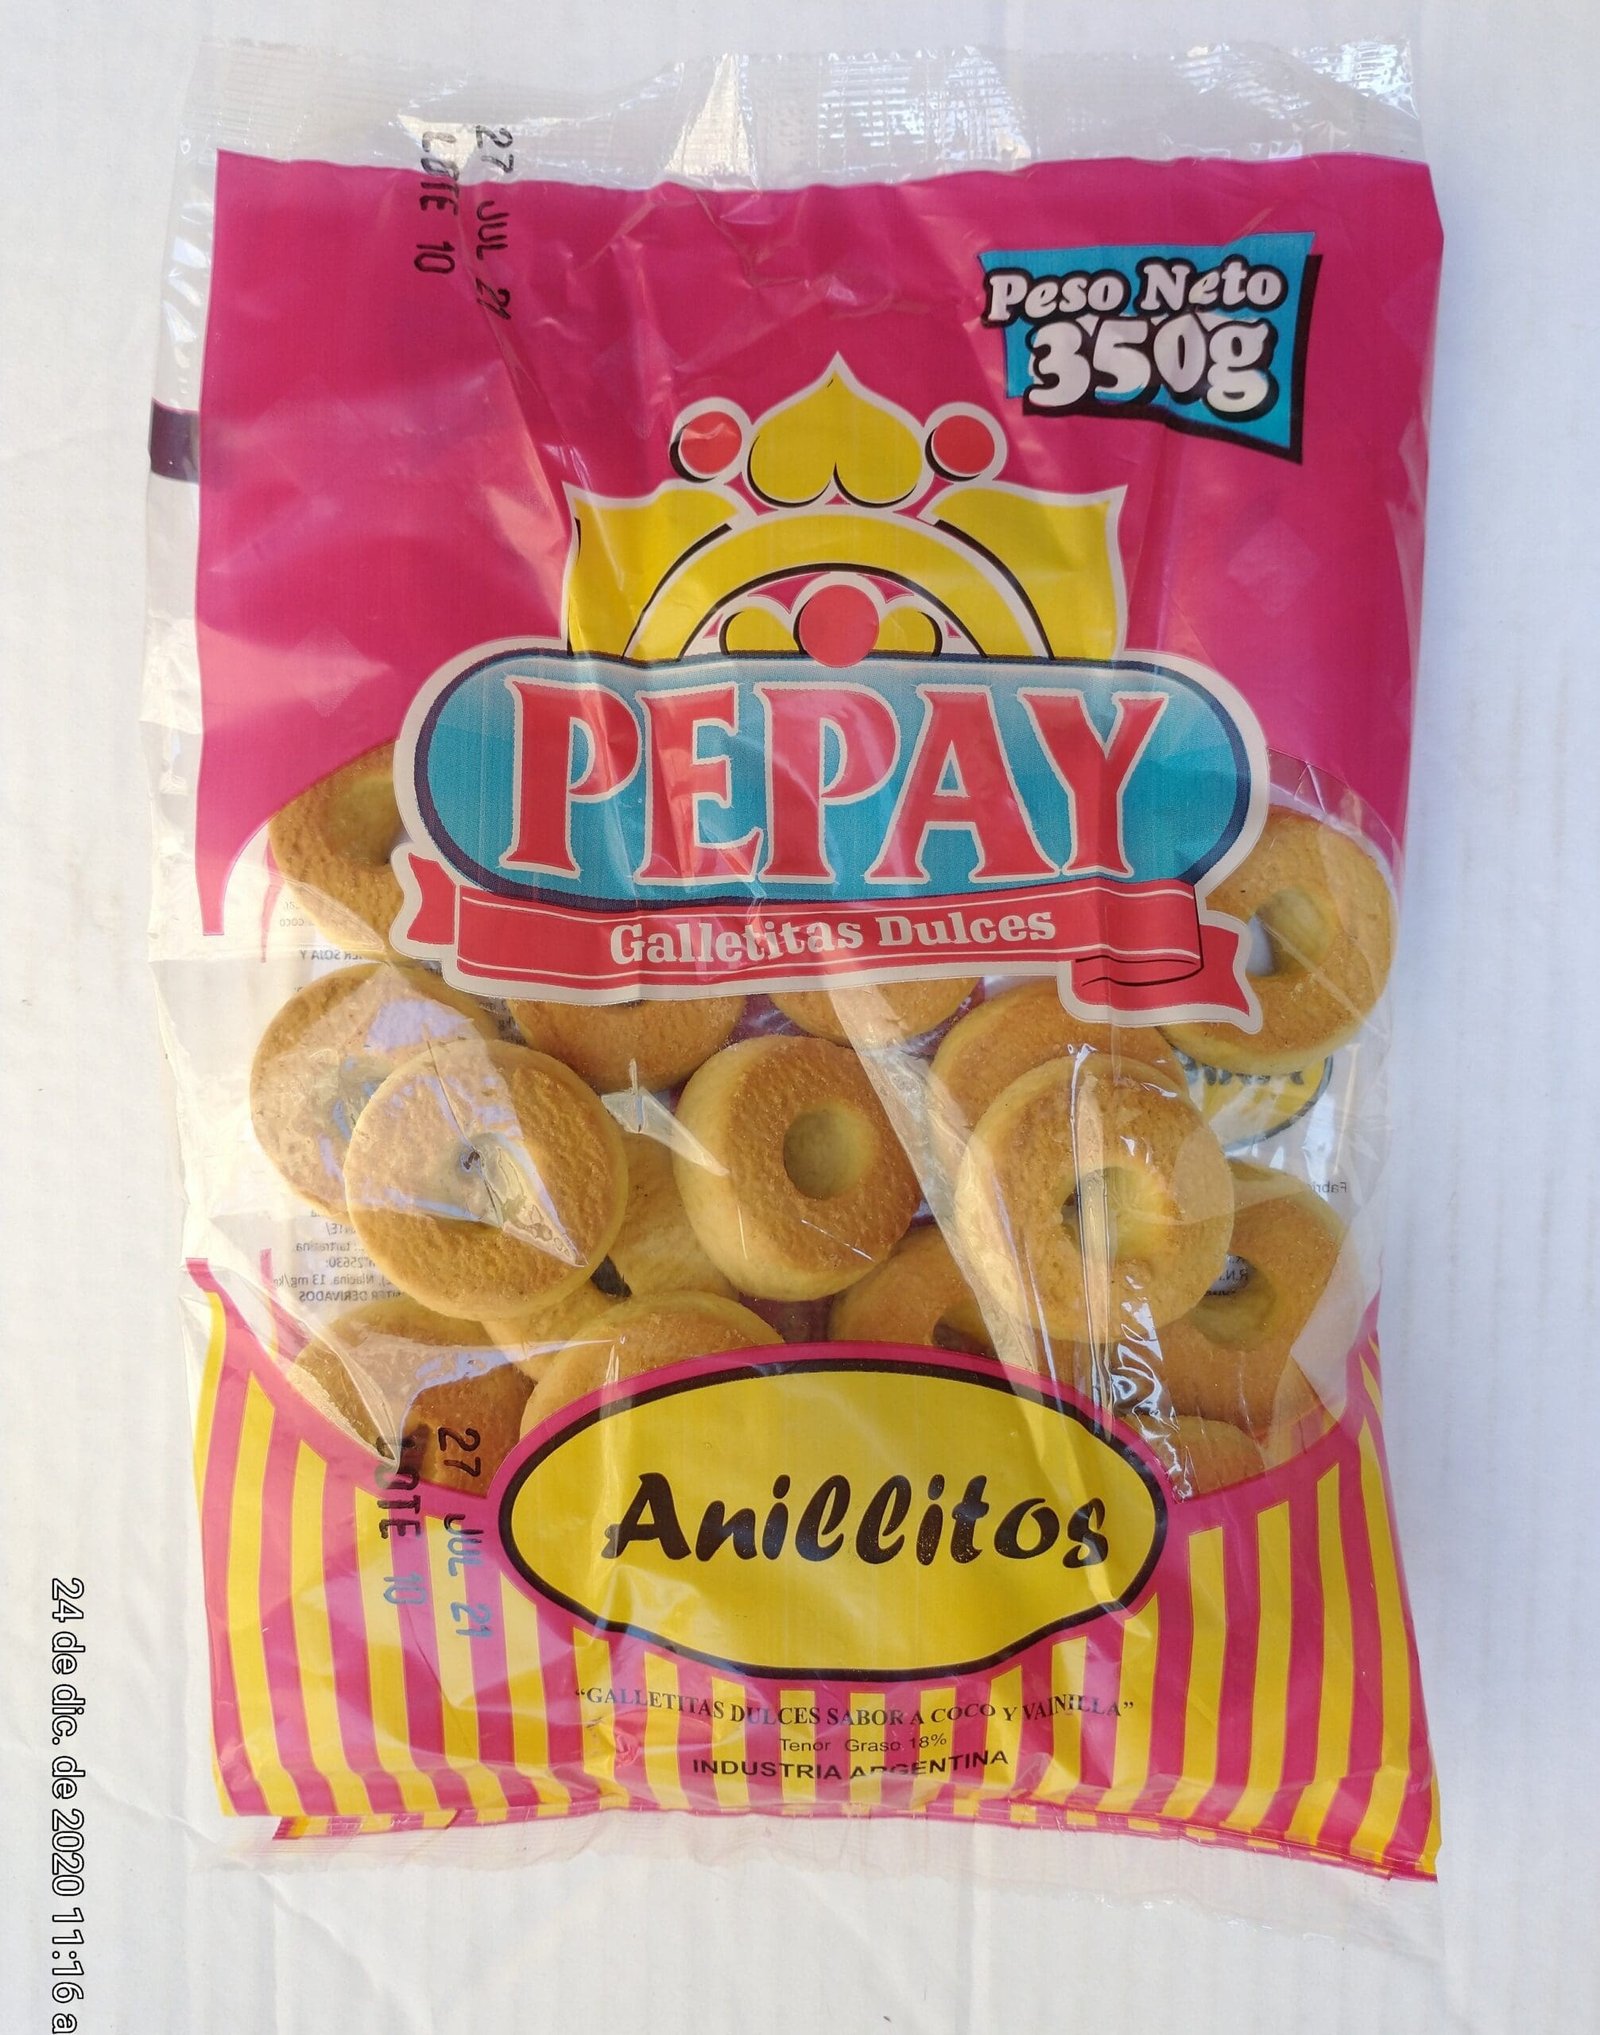 27 JUL 21
LOTE 10
Peso Neto
350g
PEPAY
Galletitas Dulces
27 JUL 21
LOTE 10
Anillitos
“GALLETITAS DULCES SABOR A COCO Y VAINILLA”
Tenor Graso 18%
INDUSTRIA ARGENTINA
24 de dic. de 2020 11:16 a